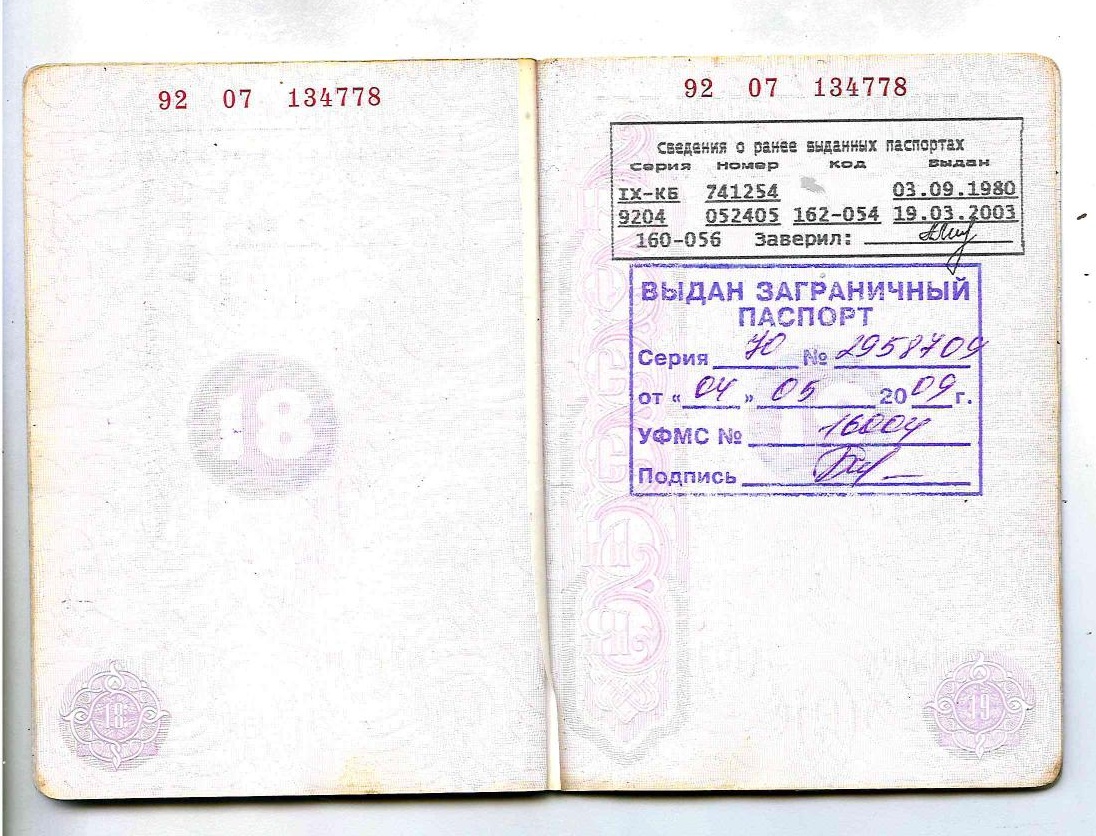 92 07 134778
18
18
92 07 134778
Сведения о ранее выданных паспортах
серия номер код выдан
IX-КБ 741254 03.09.1980
9204 052405 162-054 19.03.2003
160-056 Заверил:
ВЫДАН ЗАГРАНИЧНЫЙ
ПАСПОРТ
Серия 70 № 2958709
от « 04 » 05 2009 г.
УФМС № 16004
Подпись
19